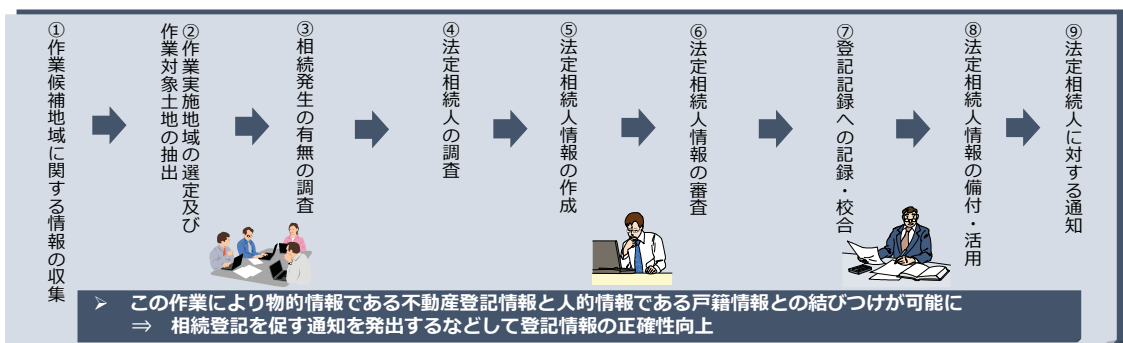 ①作業候補地域に関する情報の収集
②作業実施地域の選定及び
作業対象土地の抽出
③相続発生の有無の調査
④法定相続人の調査
⑤法定相続人情報の作成
⑥法定相続人情報の審査
⑦登記記録への記録・校合
⑧法定相続人情報の備付・活用
⑨法定相続人に対する通知
➢ この作業により物的情報である不動産登記情報と人的情報である戸籍情報との結びつけが可能に
⇒ 相続登記を促す通知を発出するなどして登記情報の正確性向上